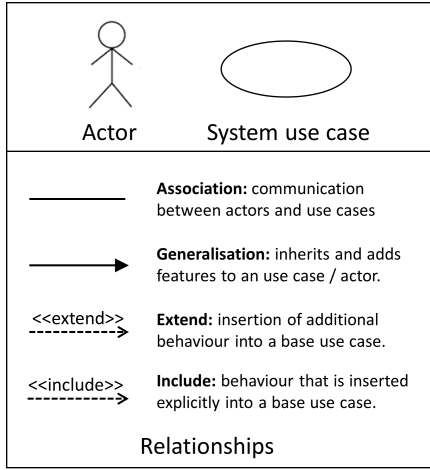 Actor System use case
Association: communication
between actors and use cases
Generalisation: inherits and adds
features to an use case / actor.
<<extend>>
Extend: insertion of additional
behaviour into a base use case.
<<include>>
Include: behaviour that is inserted
explicitly into a base use case.
Relationships